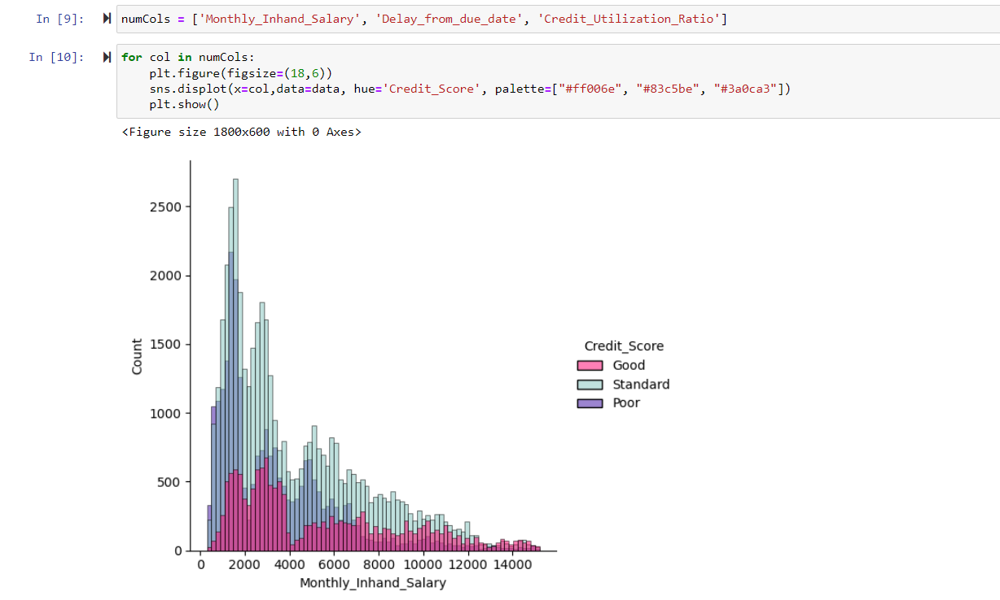 In [9]: numCols = ['Monthly_Inhand_Salary', 'Delay_from_due_date', 'Credit_Utilization_Ratio']
In [10]: for col in numCols:
    plt.figure(figsize=(18,6))
    sns.displot(x=col,data=data, hue='Credit_Score', palette=["#ff006e", "#83c5be", "#3a0ca3"])
    plt.show()
<Figure size 1800x600 with 0 Axes>
2500
2000
1500
1000
500
0
Count
0 2000 4000 6000 8000 10000 12000 14000
Monthly_Inhand_Salary
Credit_Score
Good
Standard
Poor